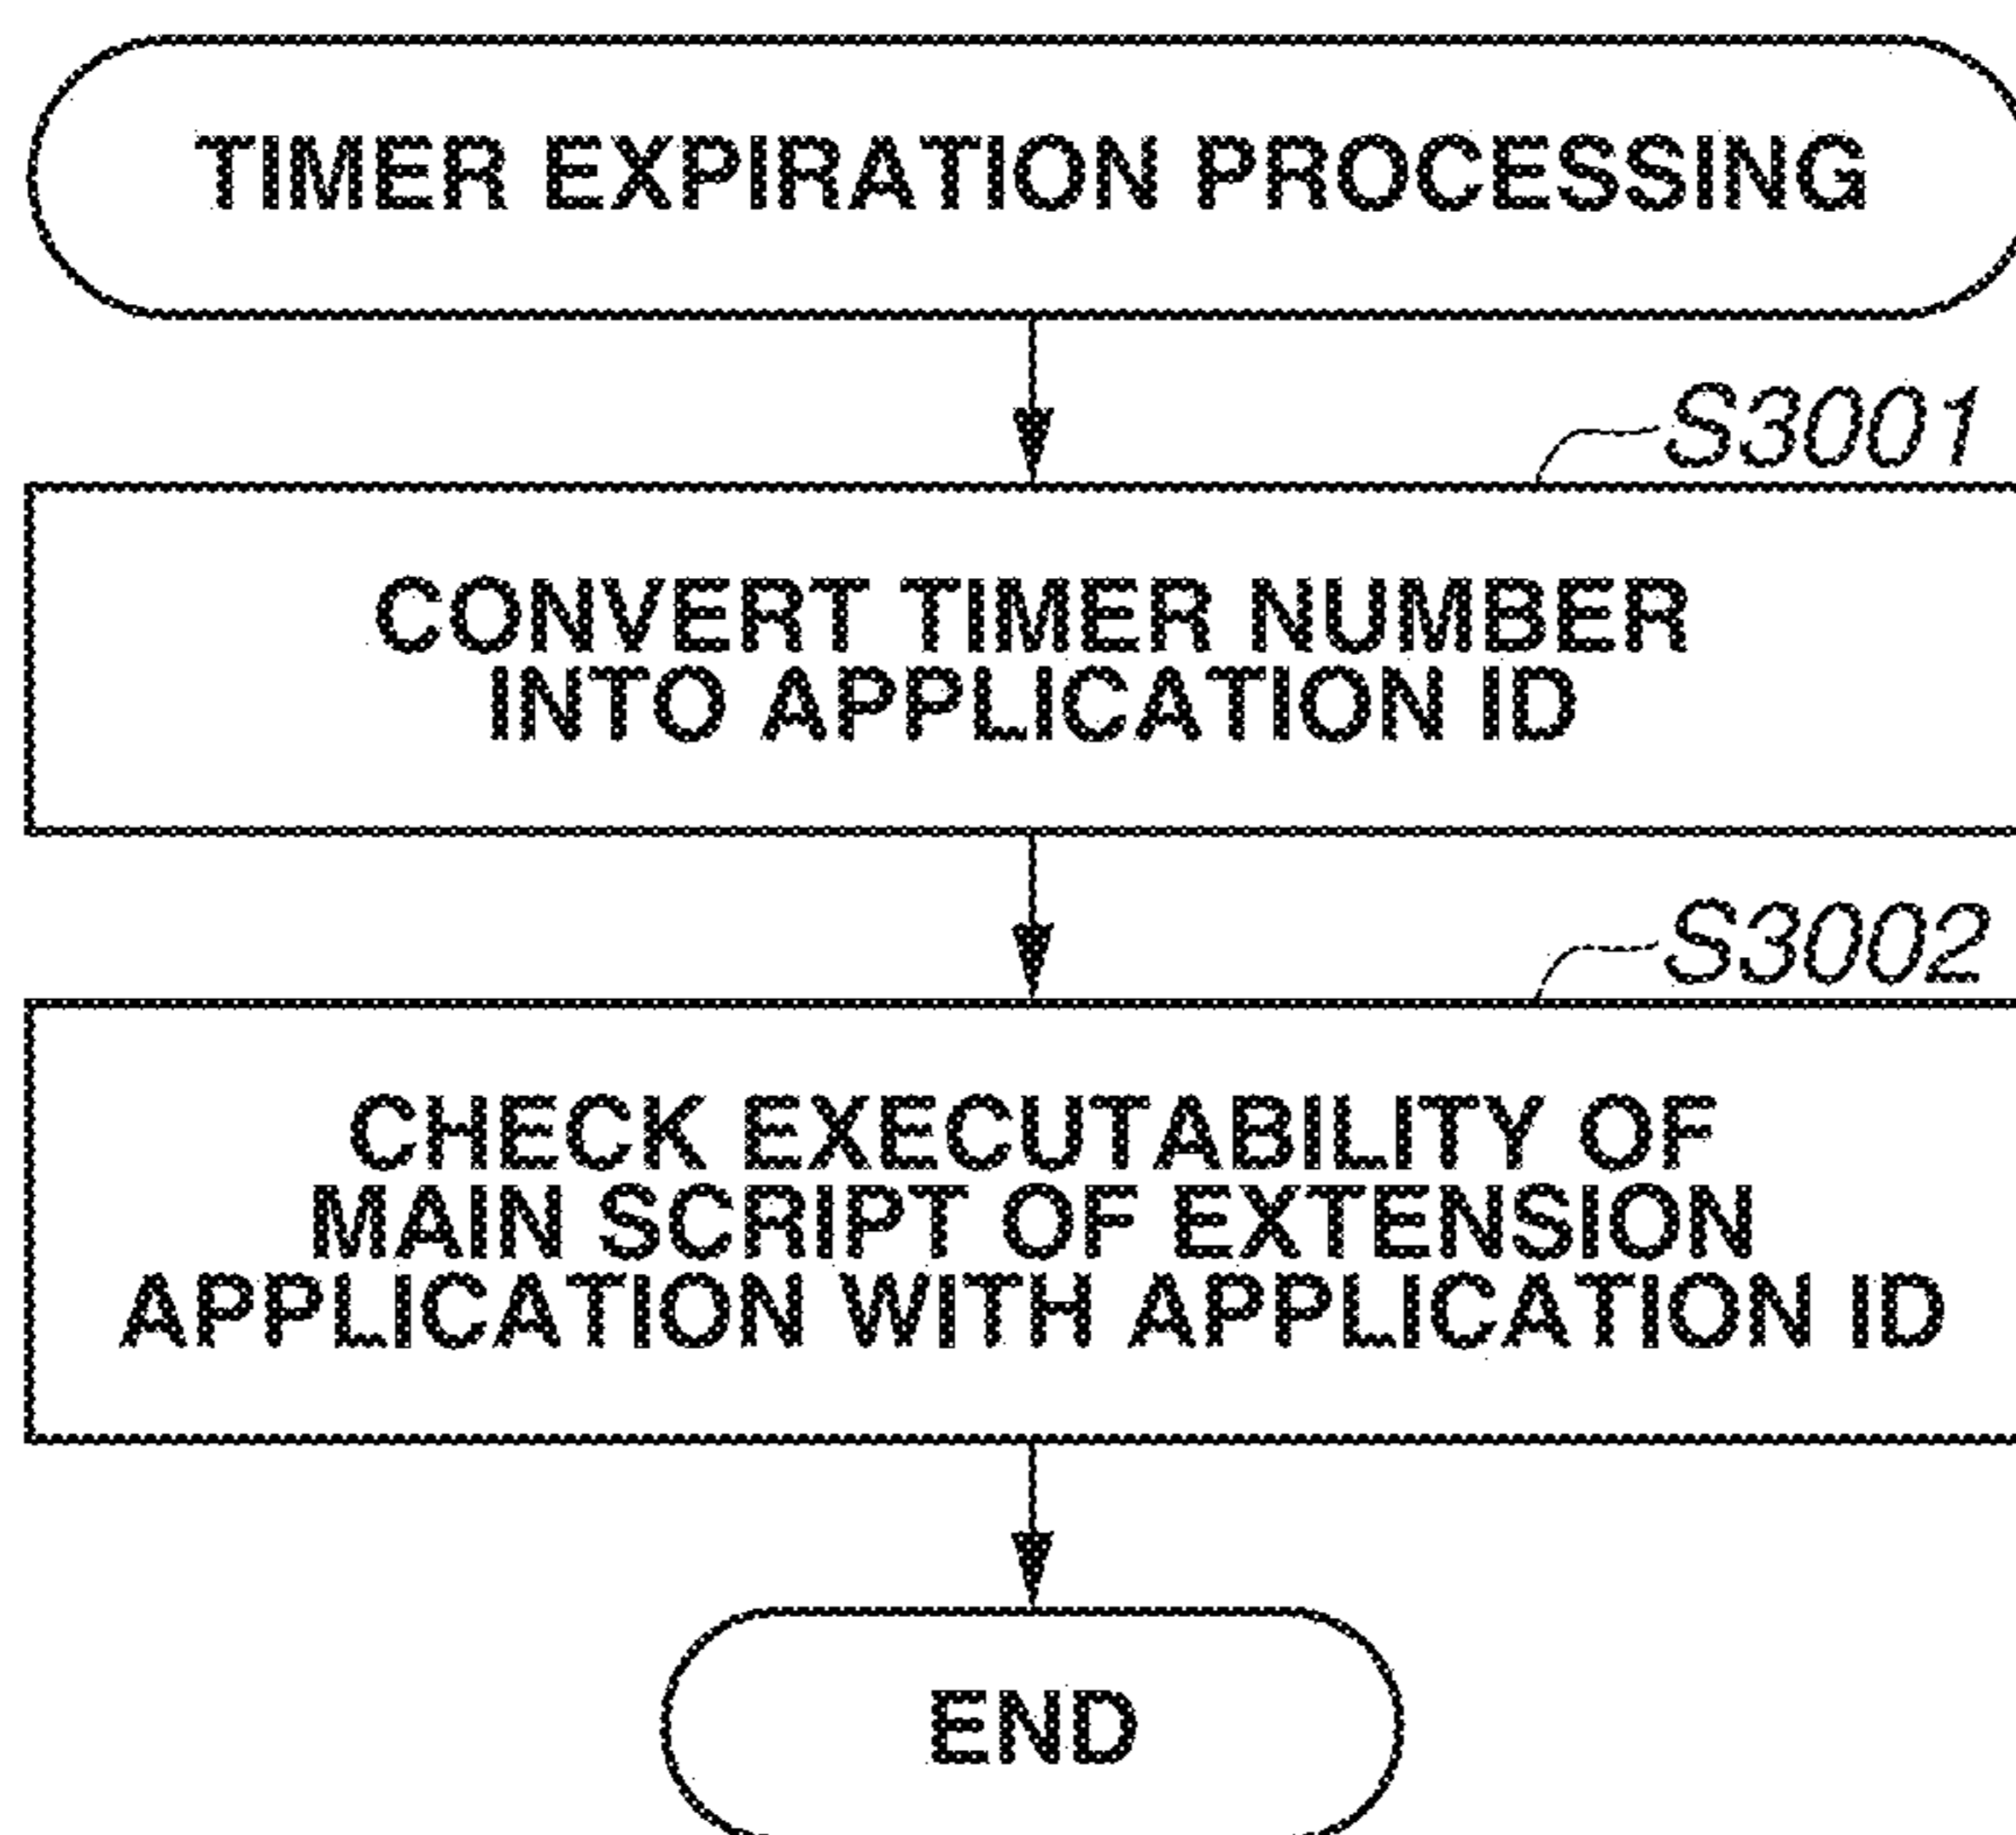 TIMER EXPIRATION PROCESSING
S3001
CONVERT TIMER NUMBER
INTO APPLICATION ID
S3002
CHECK EXECUTABILITY OF
MAIN SCRIPT OF EXTENSION
APPLICATION WITH APPLICATION ID
END